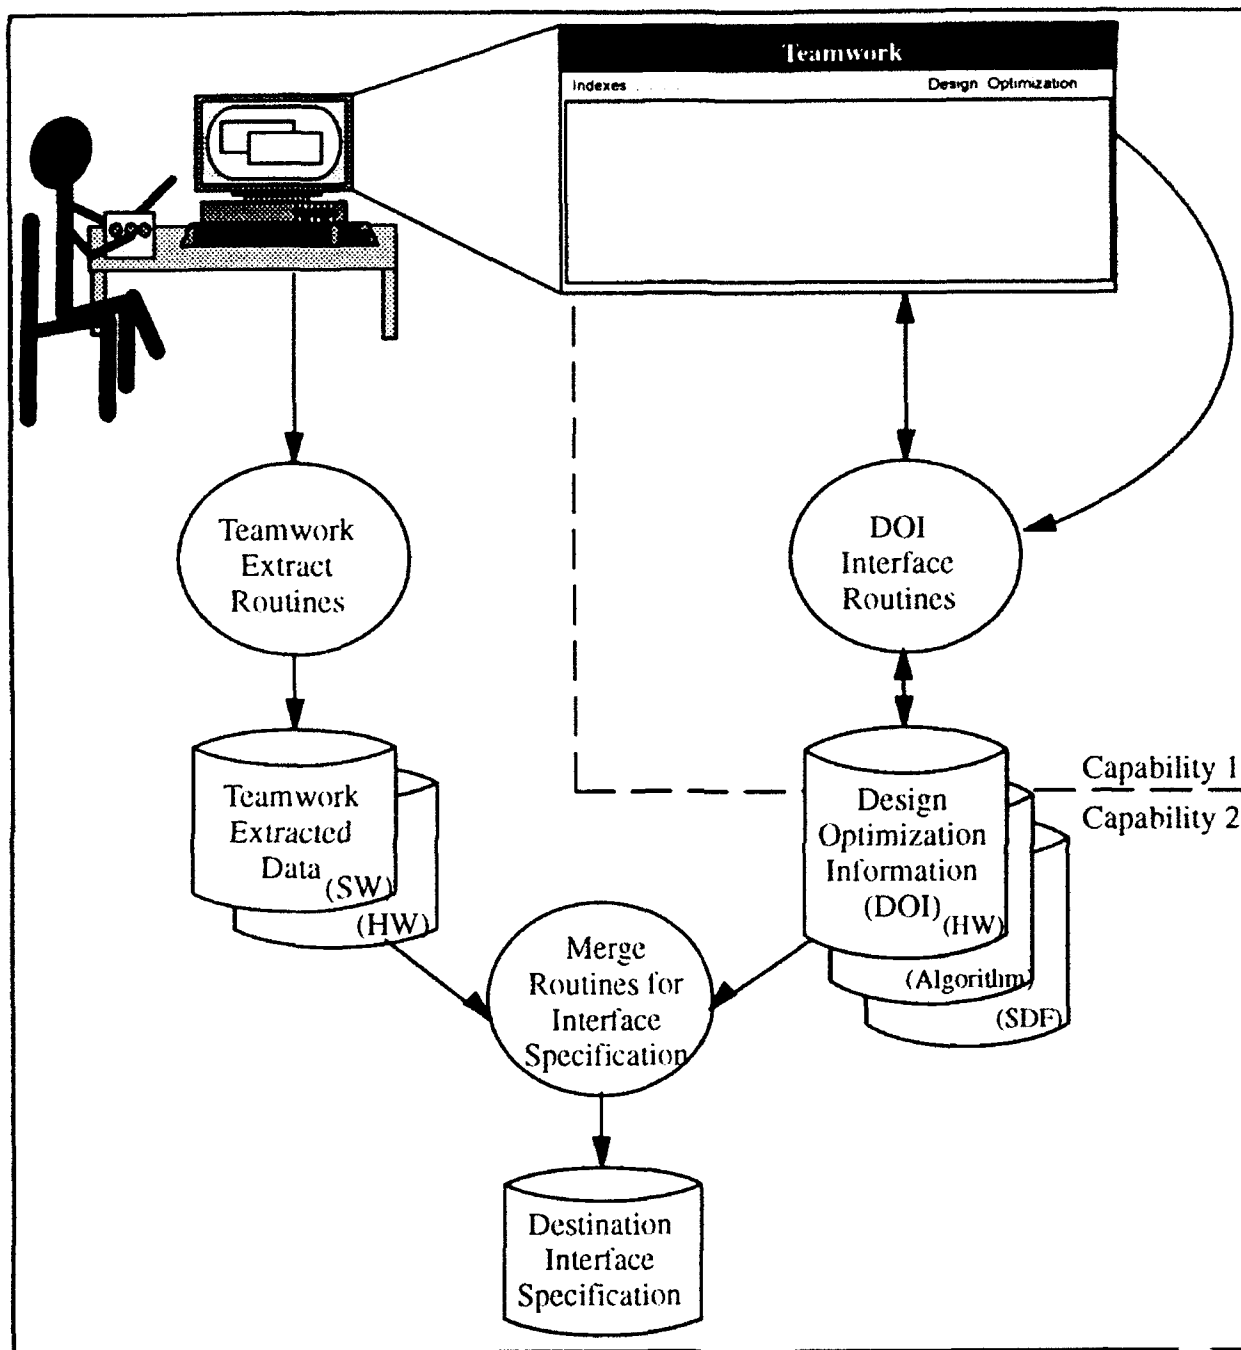 Teamwork
Indexes . . . .
Design Optimization
Teamwork
Extract
Routines
DOI
Interface
Routines
Capability 1
Capability 2
Teamwork
Extracted
Data
(SW)
(HW)
Design
Optimization
Information
(DOI)
(HW)
(Algorithm)
(SDF)
Merge
Routines for
Interface
Specification
Destination
Interface
Specification